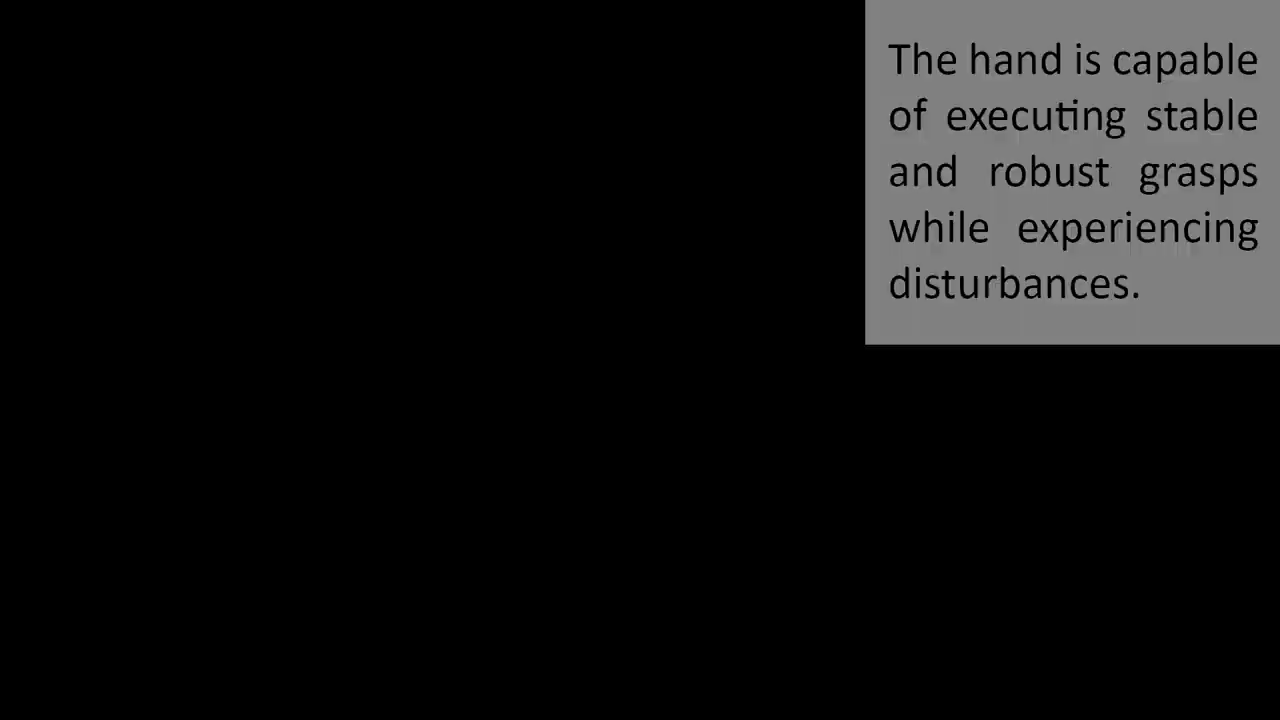 The hand is capable
of executing stable
and robust grasps
while experiencing
disturbances.